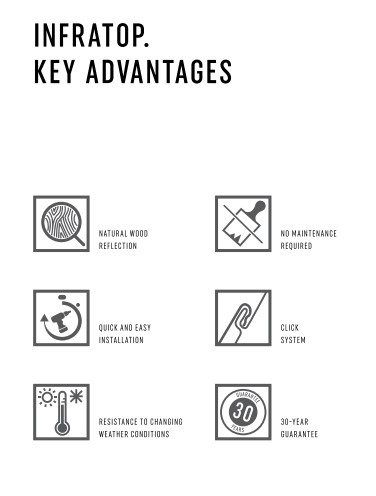 INFRATOP.
KEY ADVANTAGES
NATURAL WOOD
REFLECTION
NO MAINTENANCE
REQUIRED
QUICK AND EASY
INSTALLATION
CLICK
SYSTEM
RESISTANCE TO CHANGING
WEATHER CONDITIONS
GUARANTEE
30
YEARS
30-YEAR
GUARANTEE